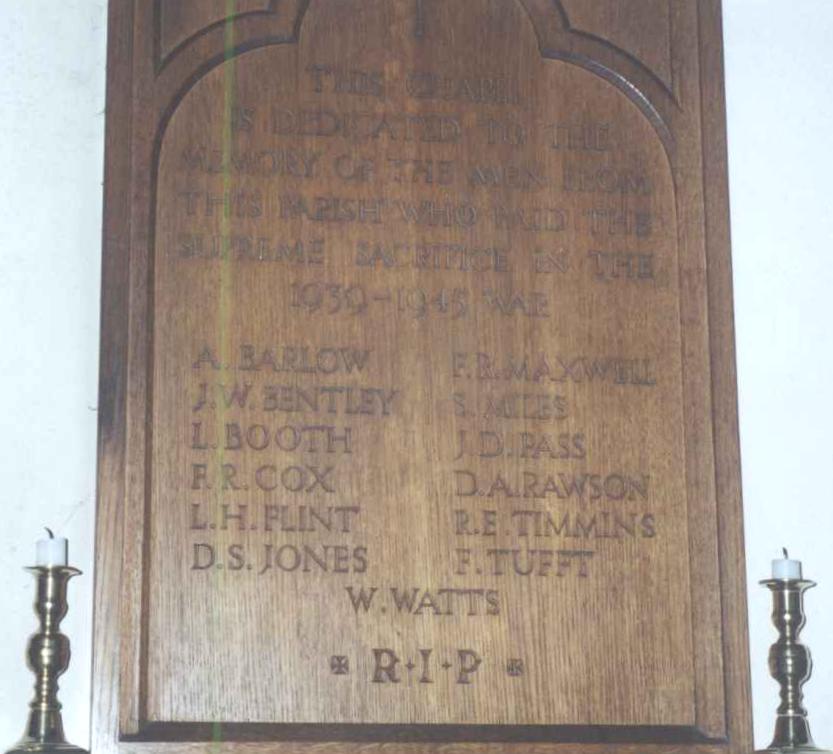 THIS CHAPEL
IS DEDICATED TO THE
MEMORY OF THE MEN FROM
THIS PARISH WHO PAID THE
SUPREME SACRIFICE IN THE
1939-1945 WAR
A. BARLOW
J.W. BENTLEY
L. BOOTH
F.R. COX
L.H. FLINT
D.S. JONES
F.R. MAXWELL
S. MILES
J.D. PASS
D.A. RAWSON
R.E. TIMMINS
F. TUFFT
W. WATTS
✠ R·I·P ✠